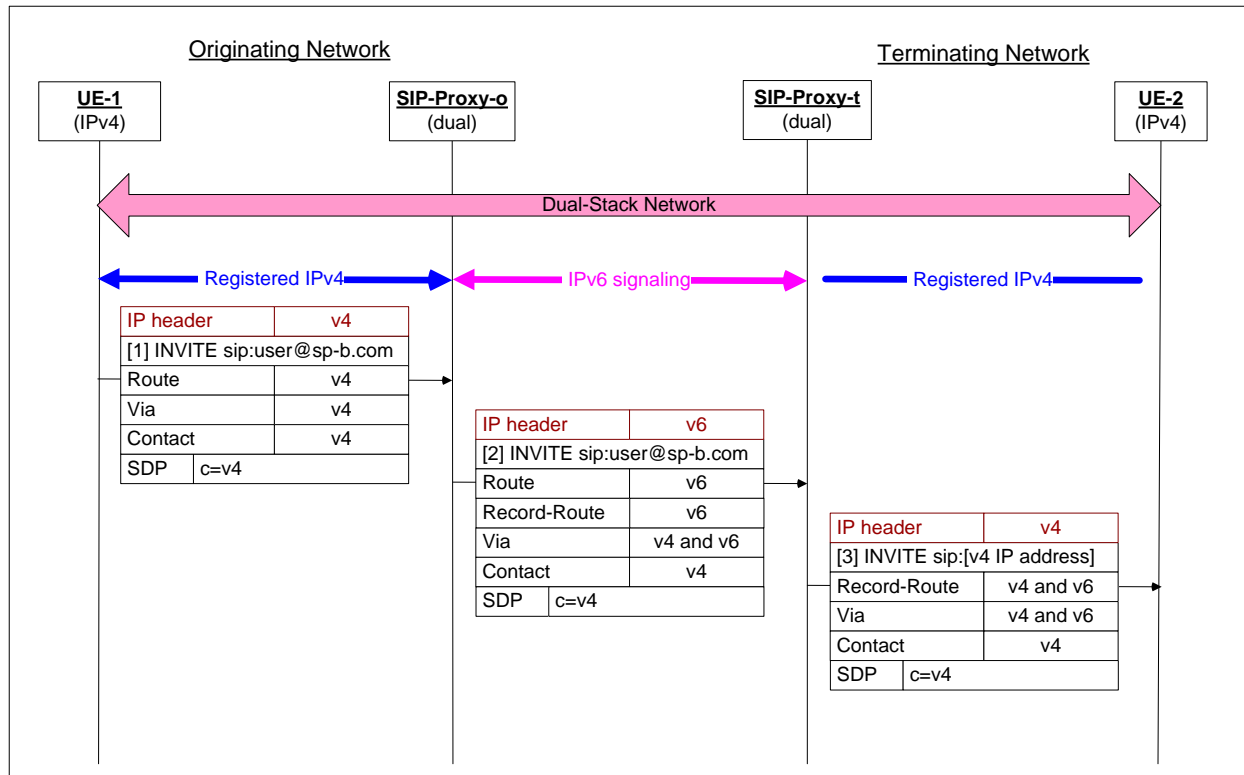 Originating Network
Terminating Network
UE-1
(IPv4)
SIP-Proxy-o
(dual)
SIP-Proxy-t
(dual)
UE-2
(IPv4)
Dual-Stack Network
Registered IPv4
IPv6 signaling
Registered IPv4
IP header v4
[1] INVITE sip:user@sp-b.com
Route v4
Via v4
Contact v4
SDP c=v4
IP header v6
[2] INVITE sip:user@sp-b.com
Route v6
Record-Route v6
Via v4 and v6
Contact v4
SDP c=v4
IP header v4
[3] INVITE sip:[v4 IP address]
Record-Route v4 and v6
Via v4 and v6
Contact v4
SDP c=v4